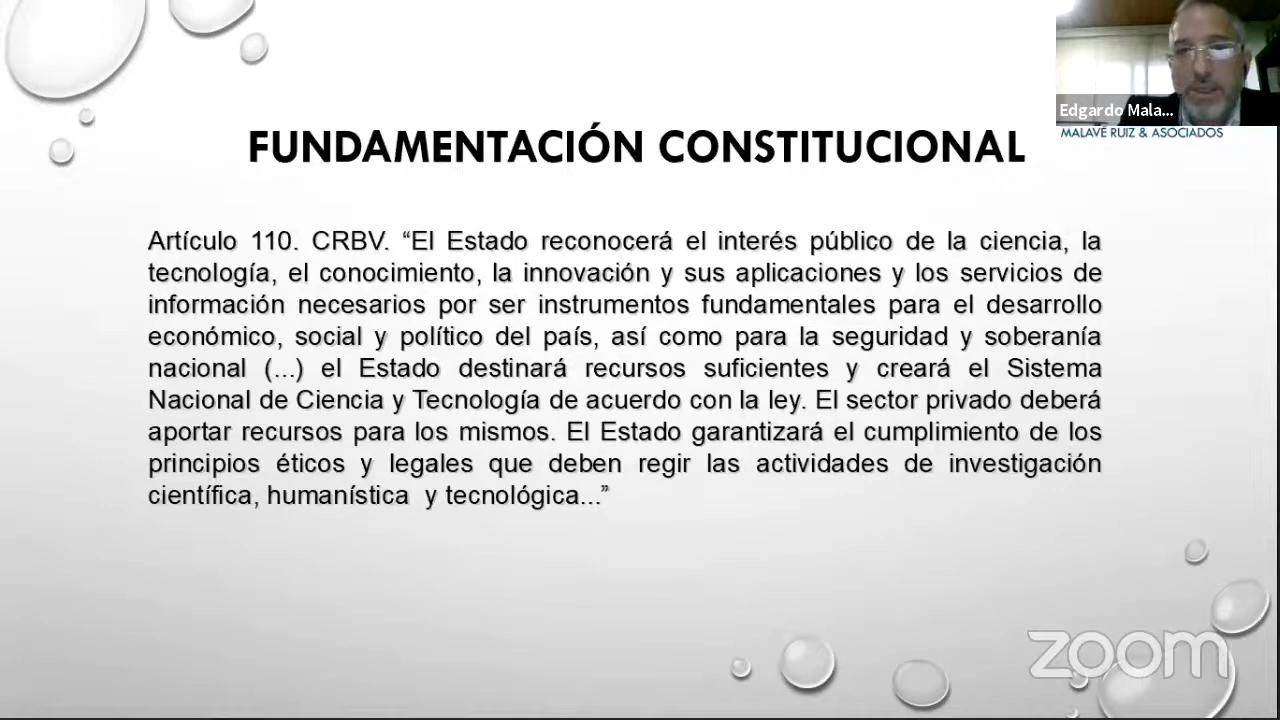 Edgardo Mala...
MALAVÉ RUIZ & ASOCIADOS
FUNDAMENTACIÓN CONSTITUCIONAL
Artículo 110. CRBV. “El Estado reconocerá el interés público de la ciencia, la
tecnología, el conocimiento, la innovación y sus aplicaciones y los servicios de
información necesarios por ser instrumentos fundamentales para el desarrollo
económico, social y político del país, así como para la seguridad y soberanía
nacional (...) el Estado destinará recursos suficientes y creará el Sistema
Nacional de Ciencia y Tecnología de acuerdo con la ley. El sector privado deberá
aportar recursos para los mismos. El Estado garantizará el cumplimiento de los
principios éticos y legales que deben regir las actividades de investigación
científica, humanística y tecnológica...”
zoom